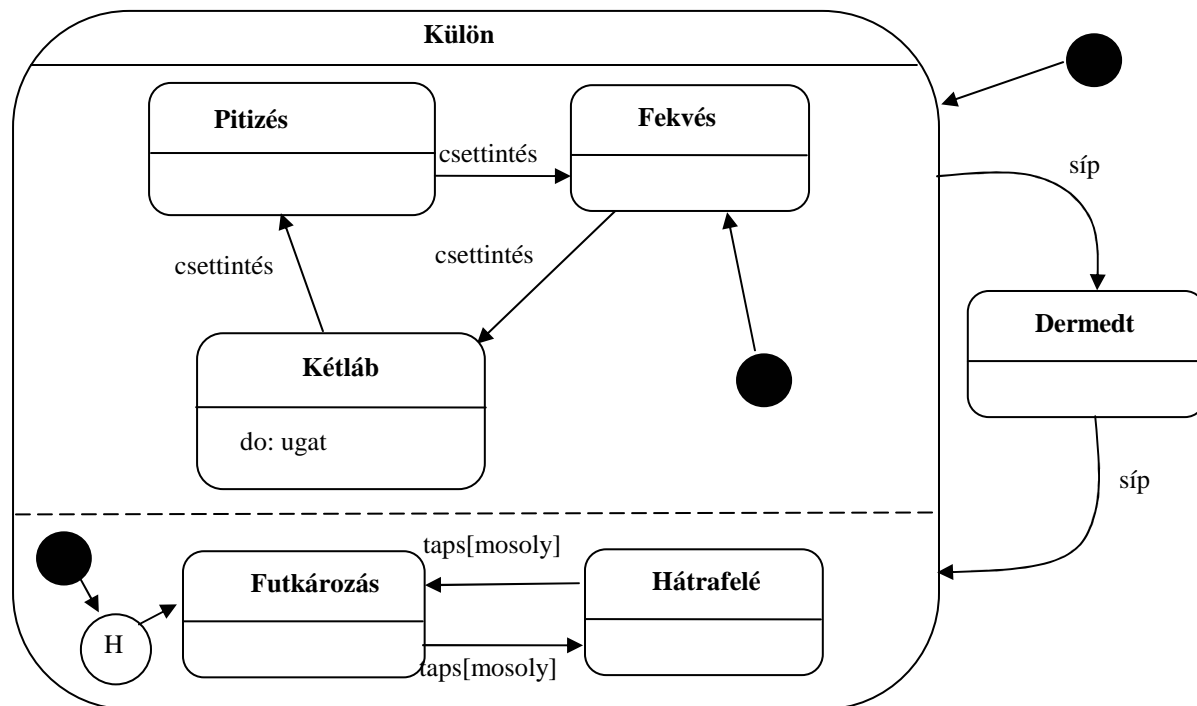 Külön
Pitizés
Fekvés
csettintés
síp
csettintés
csettintés
Dermedt
Kétláb
do: ugat
síp
taps[mosoly]
Futkározás
Hátrafelé
H
taps[mosoly]